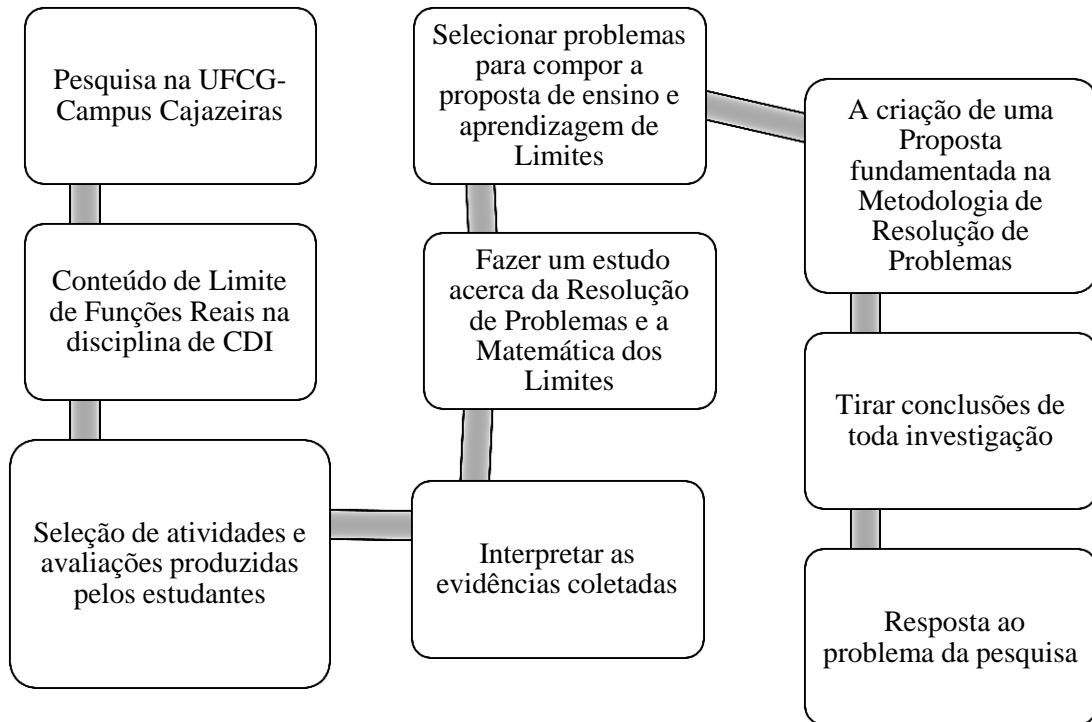 Pesquisa na UFCG-
Campus Cajazeiras
Conteúdo de Limite
de Funções Reais na
disciplina de CDI
Seleção de atividades e
avaliações produzidas
pelos estudantes
Interpretar as
evidências coletadas
Fazer um estudo
acerca da Resolução
de Problemas e a
Matemática dos
Limites
Selecionar problemas
para compor a
proposta de ensino e
aprendizagem de
Limites
A criação de uma
Proposta
fundamentada na
Metodologia de
Resolução de
Problemas
Tirar conclusões de
toda investigação
Resposta ao
problema da pesquisa